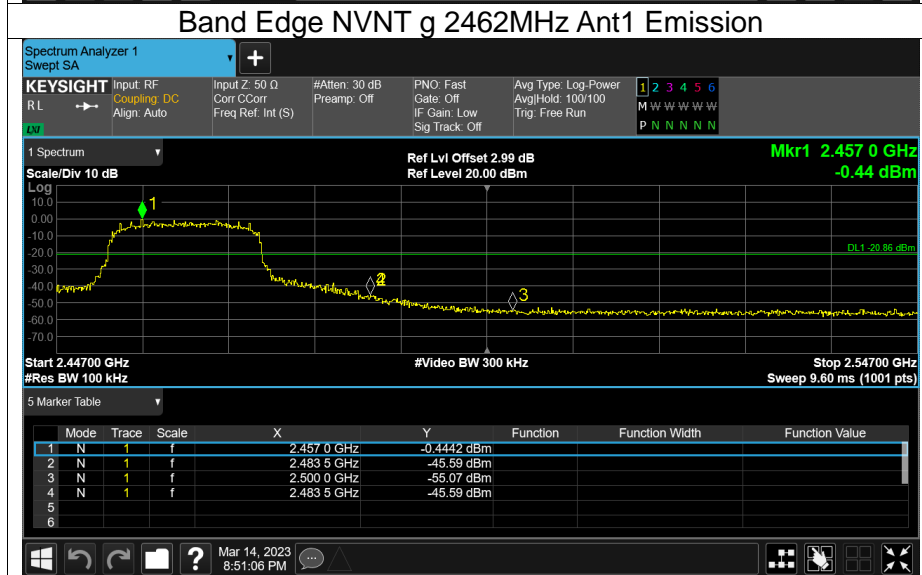 Band Edge NVNT g 2462MHz Ant1 Emission
Spectrum Analyzer 1
Swept SA
+
KEYSIGHT
R L
LXI
Input: RF
Coupling: DC
Align: Auto
Input Z: 50 Ω
Corr CCorr
Freq Ref: Int (S)
#Atten: 30 dB
Preamp: Off
PNO: Fast
Gate: Off
IF Gain: Low
Sig Track: Off
Avg Type: Log-Power
Avg|Hold: 100/100
Trig: Free Run
1 2 3 4 5 6
M W W W W W
P N N N N N
1 Spectrum
Scale/Div 10 dB
Ref Lvl Offset 2.99 dB
Ref Level 20.00 dBm
Mkr1 2.457 0 GHz
-0.44 dBm
Log
10.0
0.00
-10.0
-20.0
-30.0
-40.0
-50.0
-60.0
-70.0
1
3
DL1 -20.86 dBm
Start 2.44700 GHz
#Res BW 100 kHz
#Video BW 300 kHz
Stop 2.54700 GHz
Sweep 9.60 ms (1001 pts)
5 Marker Table
Mode Trace Scale X Y Function Function Width Function Value
1 N 1 f 2.457 0 GHz -0.4442 dBm
2 N 1 f 2.483 5 GHz -45.59 dBm
3 N 1 f 2.500 0 GHz -55.07 dBm
4 N 1 f 2.483 5 GHz -45.59 dBm
5
6
?
Mar 14, 2023
8:51:06 PM